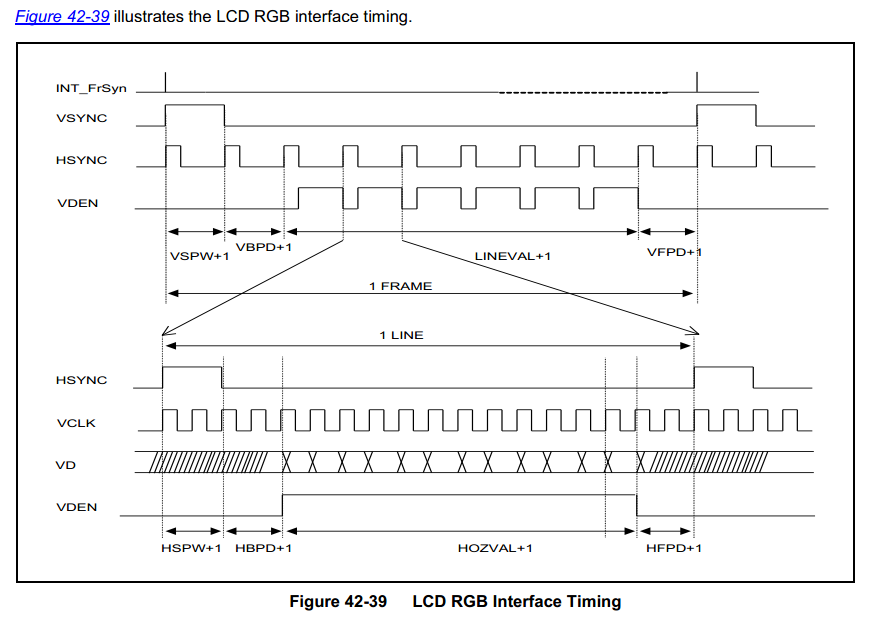 Figure 42-39 illustrates the LCD RGB interface timing.
INT_FrSyn
VSYNC
HSYNC
VDEN
VSPW+1
VBPD+1
LINEVAL+1
VFPD+1
1 FRAME
1 LINE
HSYNC
VCLK
VD
VDEN
HSPW+1
HBPD+1
HOZVAL+1
HFPD+1
Figure 42-39 LCD RGB Interface Timing